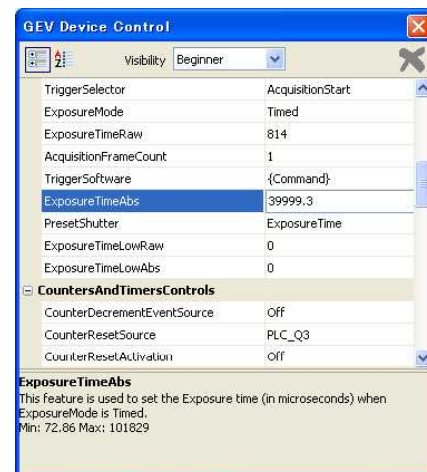 GEV Device Control
Visibility Beginner
TriggerSelector AcquisitionStart
ExposureMode Timed
ExposureTimeRaw 814
AcquisitionFrameCount 1
TriggerSoftware {Command}
ExposureTimeAbs 39999.3
PresetShutter ExposureTime
ExposureTimeLowRaw 0
ExposureTimeLowAbs 0
CountersAndTimersControls
CounterDecrementEventSource Off
CounterResetSource PLC_Q3
CounterResetActivation Off
ExposureTimeAbs
This feature is used to set the Exposure time (in microseconds) when
ExposureMode is Timed.
Min: 72.86 Max: 101829